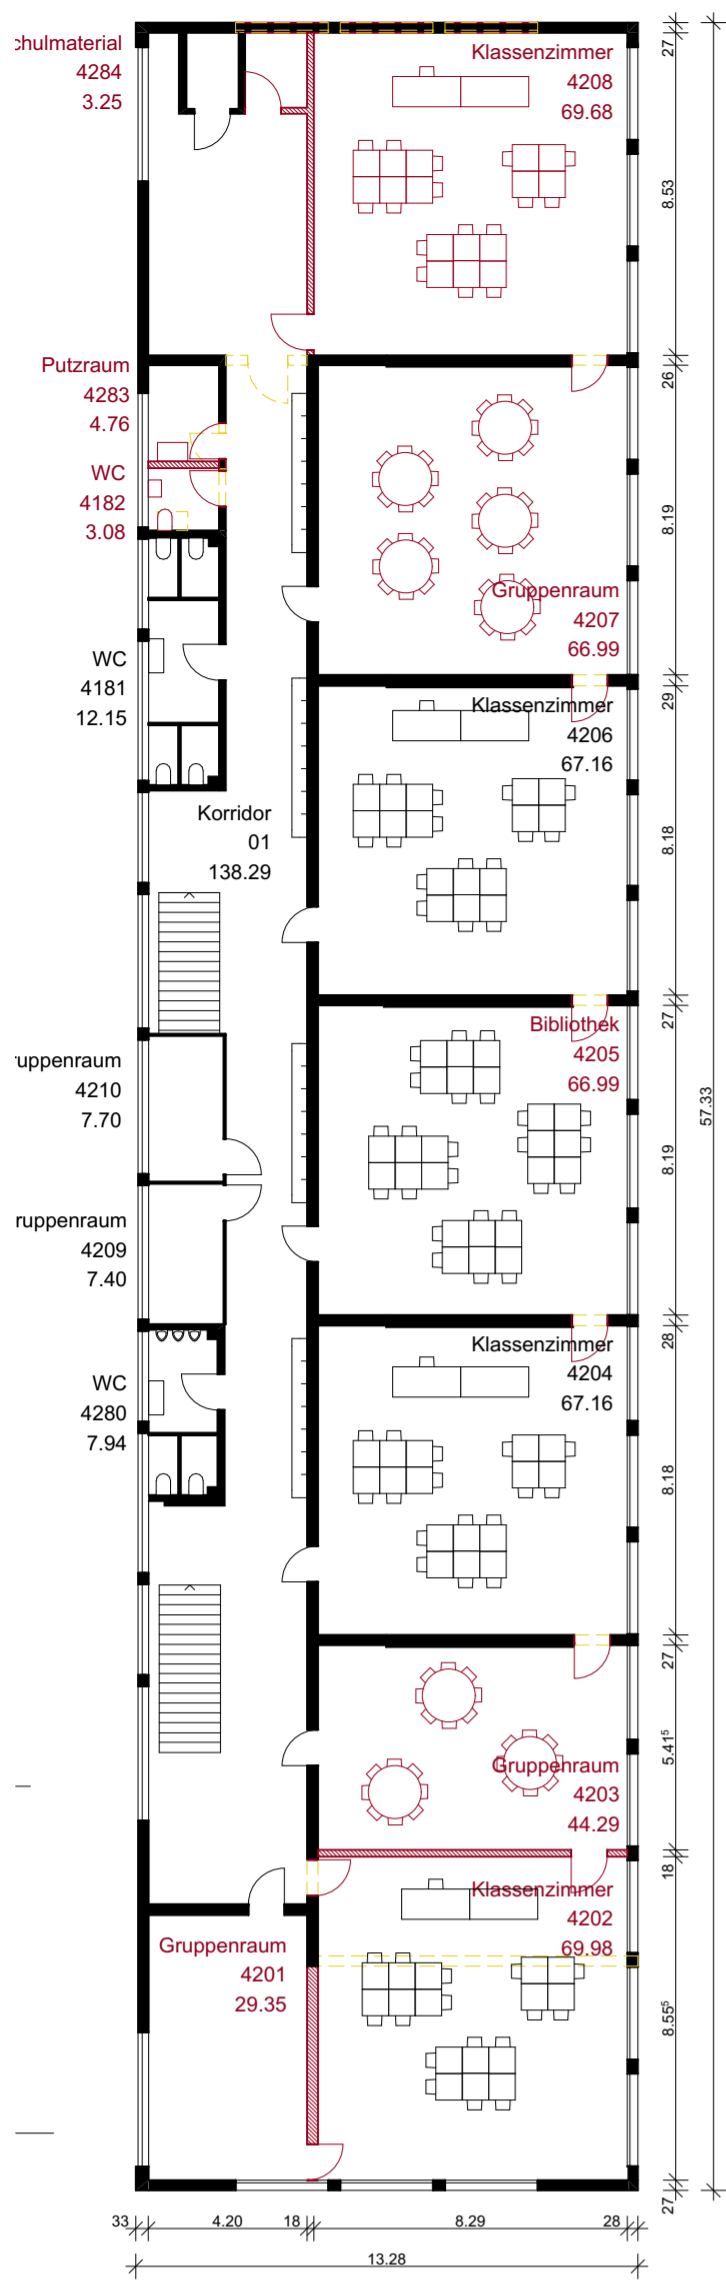 chulmaterial
4284
3.25
Klassenzimmer
4208
69.68
27
8.53
Putzraum
4283
4.76
26
WC
4182
3.08
8.19
Gruppenraum
4207
66.99
WC
4181
12.15
29
Klassenzimmer
4206
67.16
Korridor
01
138.29
8.18
27
Bibliothek
4205
66.99
ruppenraum
4210
7.70
57.33
8.19
ruppenraum
4209
7.40
28
Klassenzimmer
4204
67.16
WC
4280
7.94
8.18
27
5.41⁵
Gruppenraum
4203
44.29
18
Klassenzimmer
4202
69.98
Gruppenraum
4201
29.35
8.55⁵
27
33 4.20 18 8.29 28
13.28